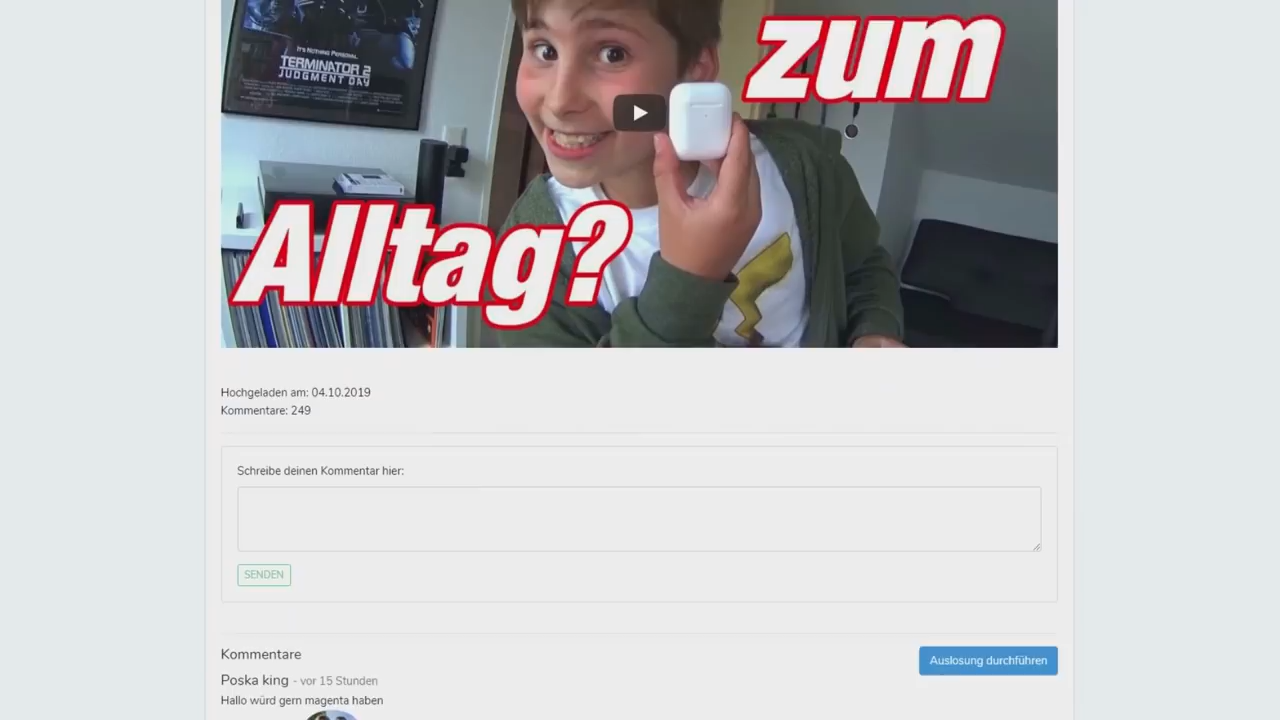 zum
IT'S NOTHING PERSONAL.
TERMINATOR 2
JUDGMENT DAY
Alltag?
Hochgeladen am: 04.10.2019
Kommentare: 249
Schreibe deinen Kommentar hier:
SENDEN
Kommentare
Auslosung durchführen
Poska king - vor 15 Stunden
Hallo würd gern magenta haben